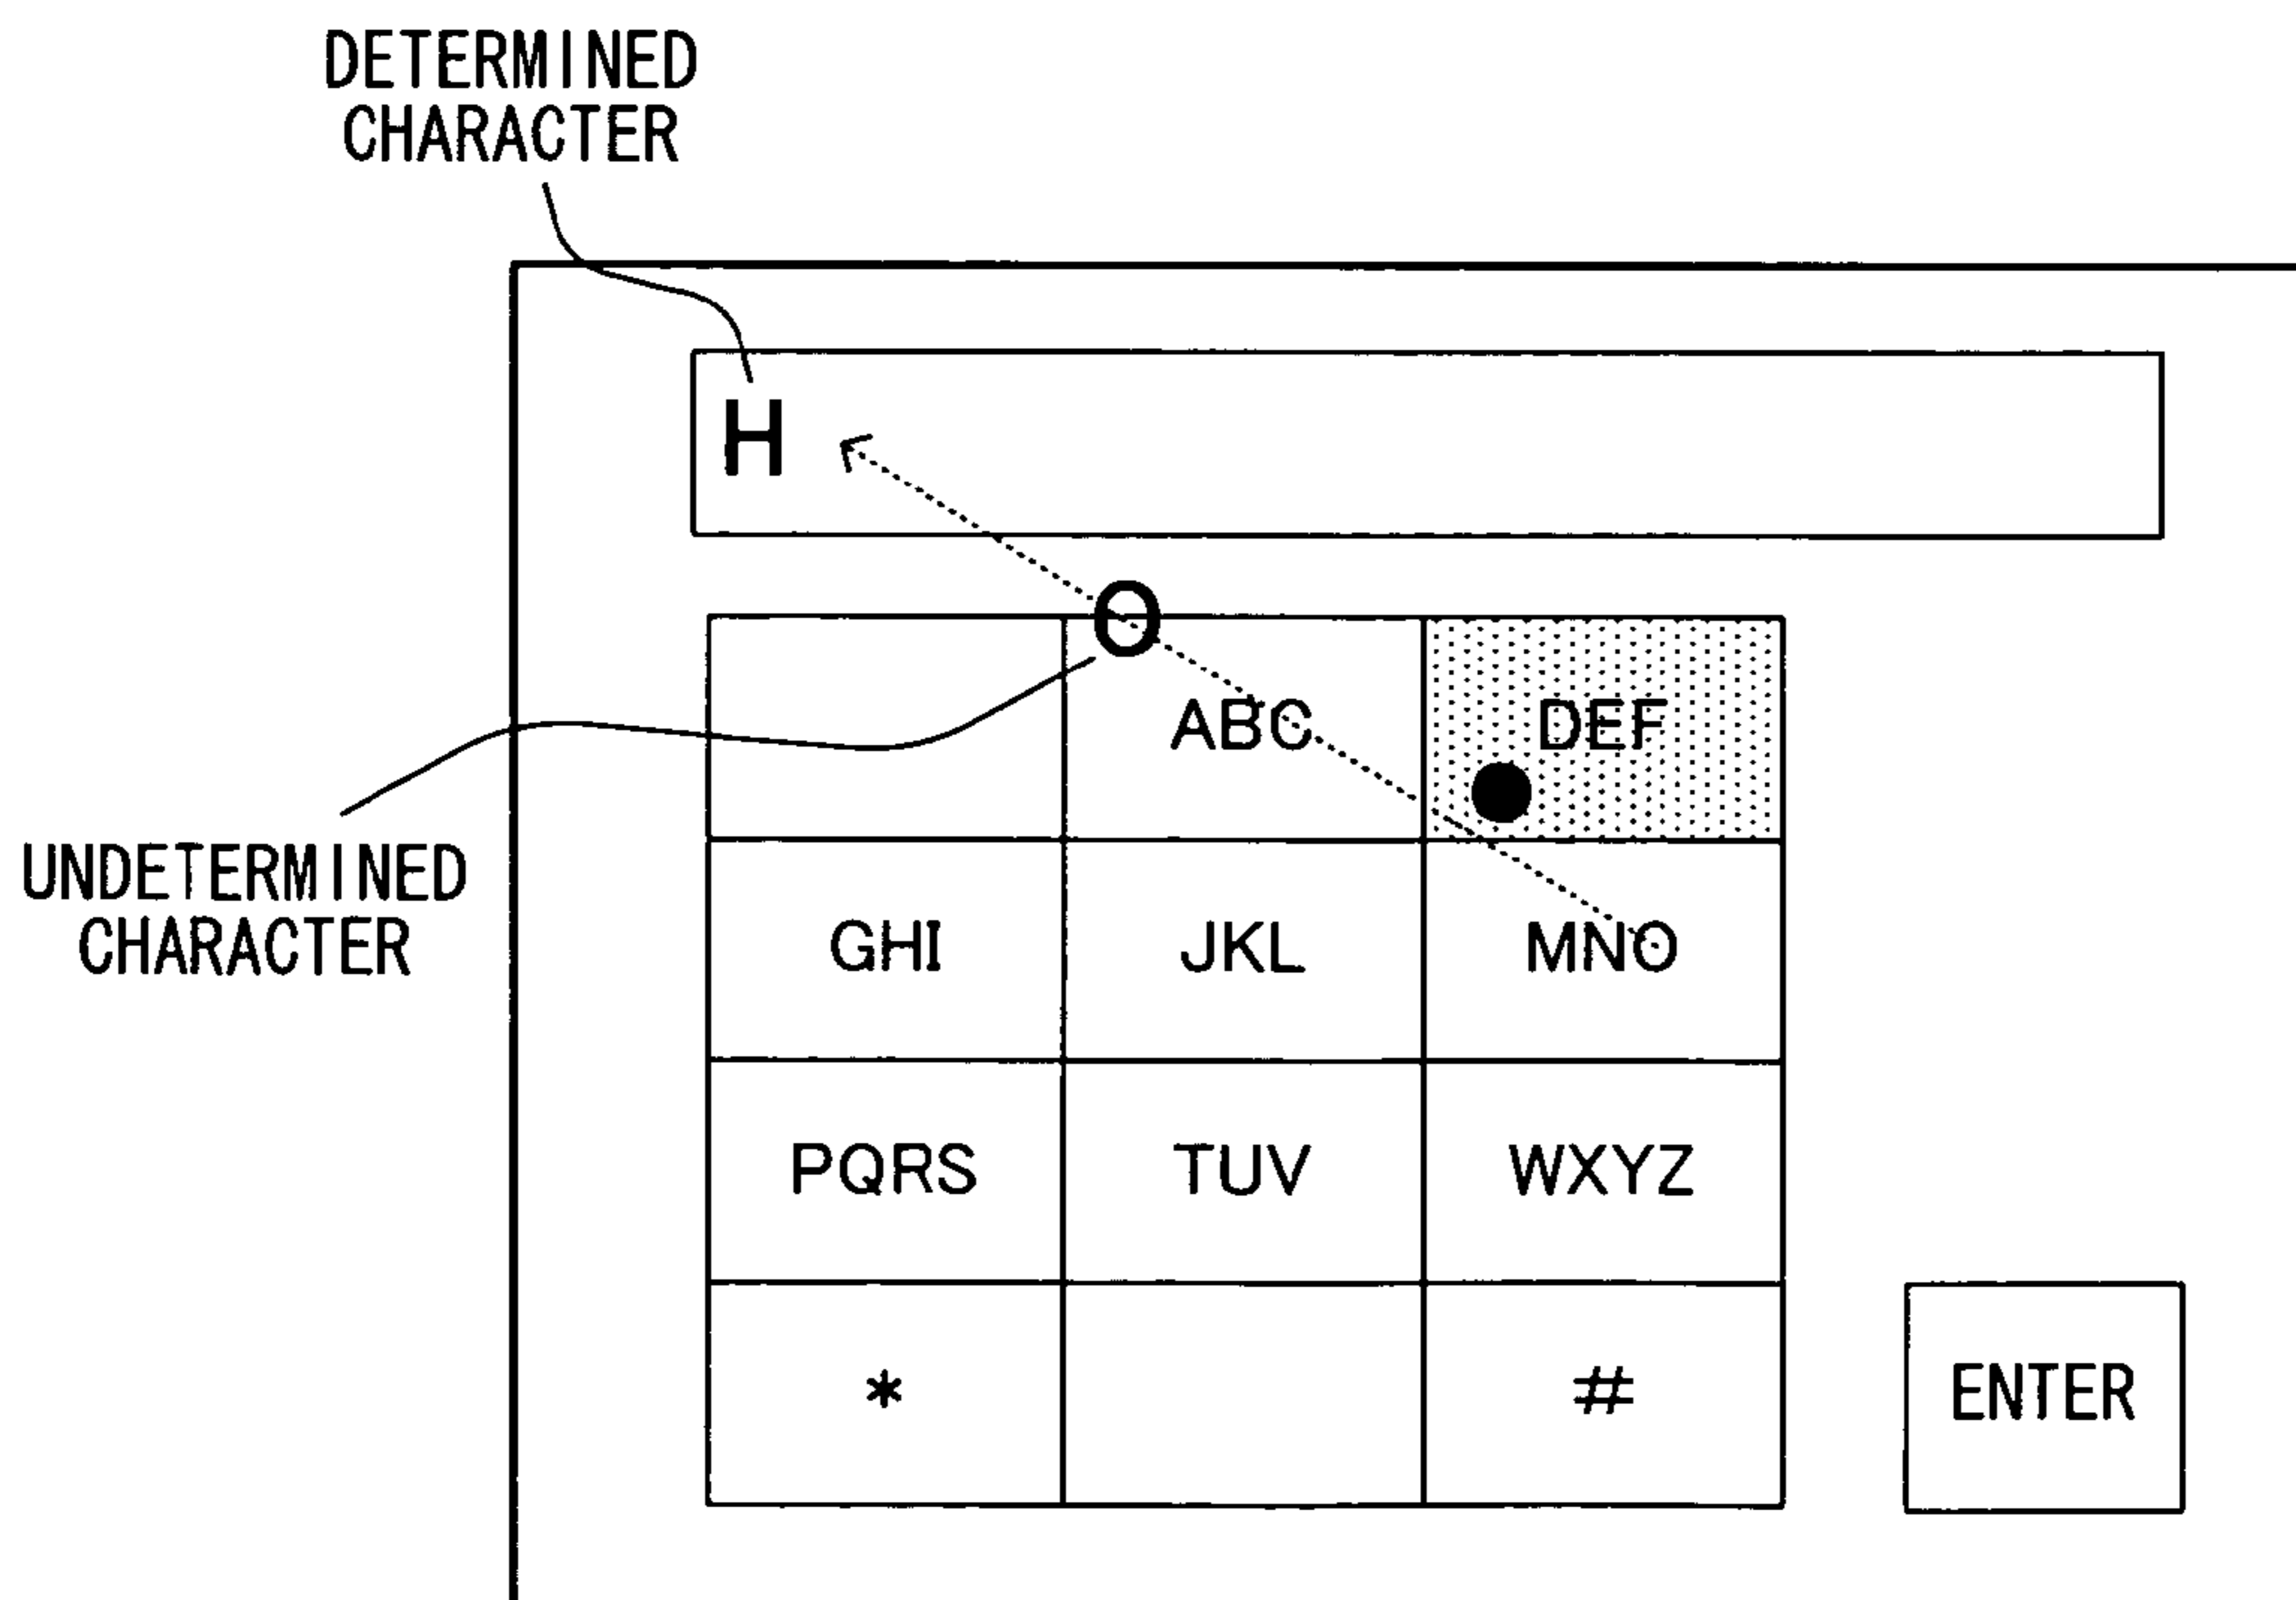 DETERMINED
CHARACTER
H
O
ABC DEF
UNDETERMINED
CHARACTER
GHI JKL MNO
PQRS TUV WXYZ
* #
ENTER